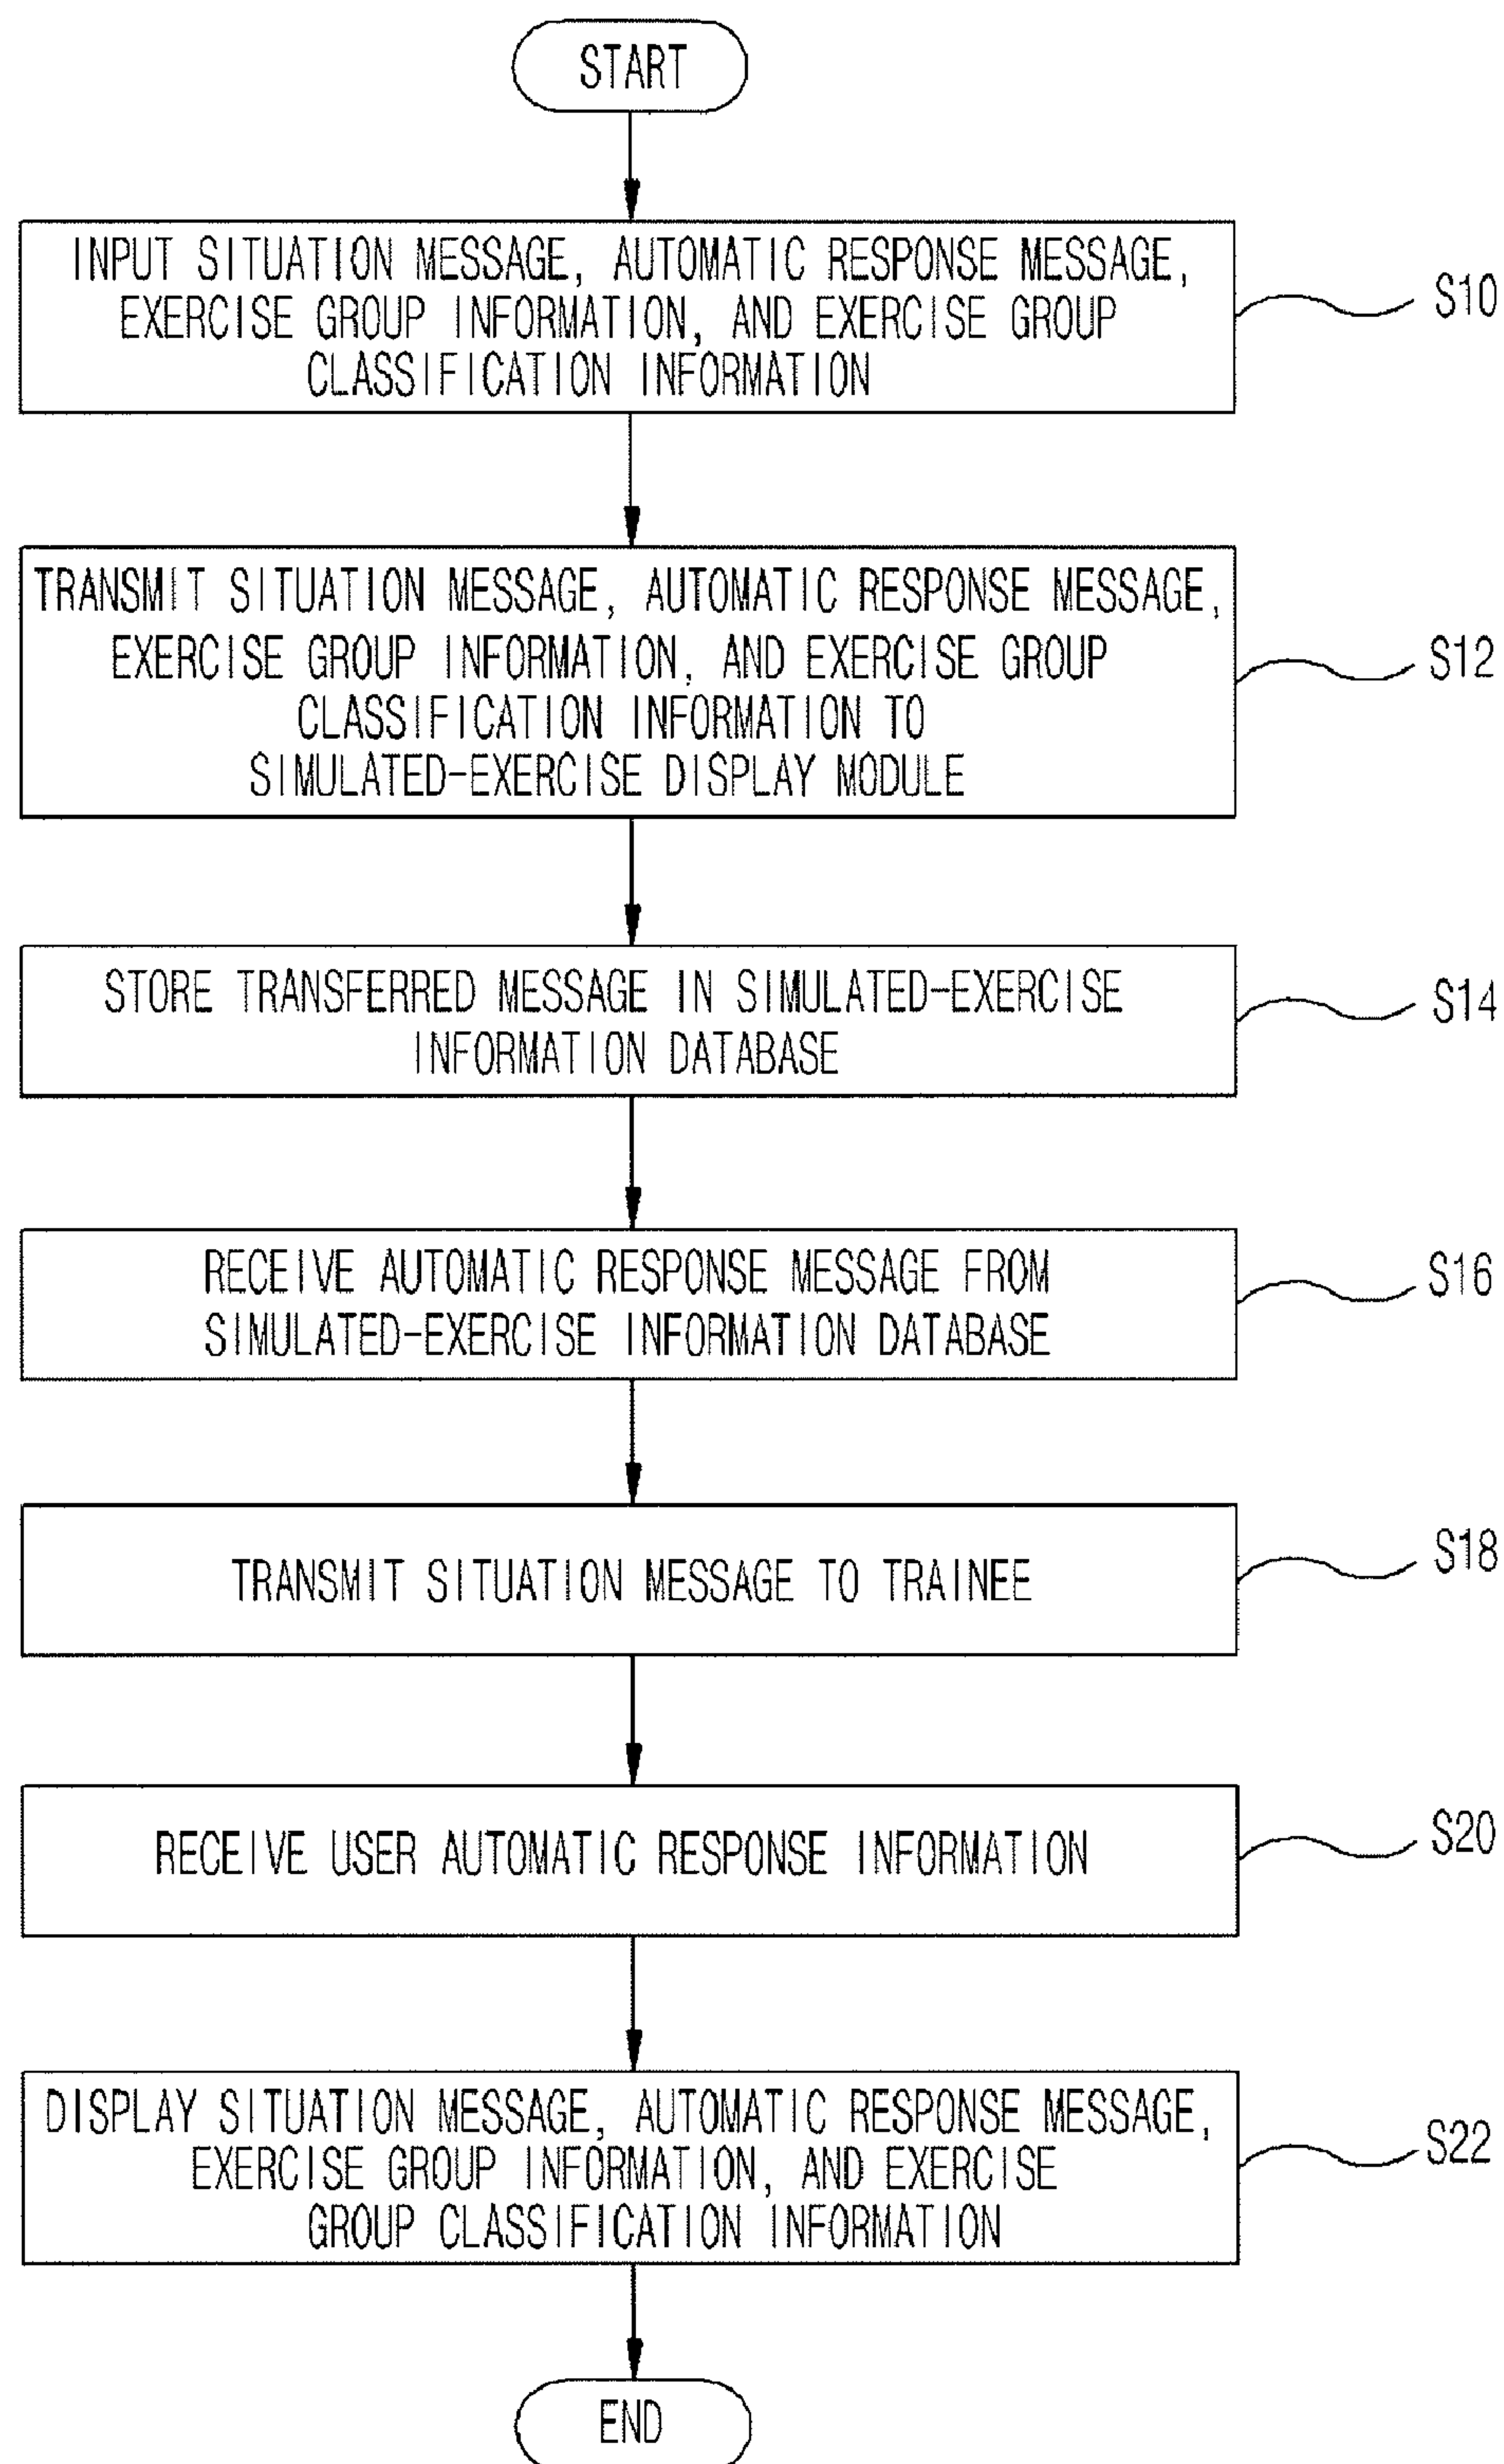 START
INPUT SITUATION MESSAGE, AUTOMATIC RESPONSE MESSAGE,
EXERCISE GROUP INFORMATION, AND EXERCISE GROUP
CLASSIFICATION INFORMATION
S10
TRANSMIT SITUATION MESSAGE, AUTOMATIC RESPONSE MESSAGE,
EXERCISE GROUP INFORMATION, AND EXERCISE GROUP
CLASSIFICATION INFORMATION TO
SIMULATED-EXERCISE DISPLAY MODULE
S12
STORE TRANSFERRED MESSAGE IN SIMULATED-EXERCISE
INFORMATION DATABASE
S14
RECEIVE AUTOMATIC RESPONSE MESSAGE FROM
SIMULATED-EXERCISE INFORMATION DATABASE
S16
TRANSMIT SITUATION MESSAGE TO TRAINEE
S18
RECEIVE USER AUTOMATIC RESPONSE INFORMATION
S20
DISPLAY SITUATION MESSAGE, AUTOMATIC RESPONSE MESSAGE,
EXERCISE GROUP INFORMATION, AND EXERCISE
GROUP CLASSIFICATION INFORMATION
S22
END